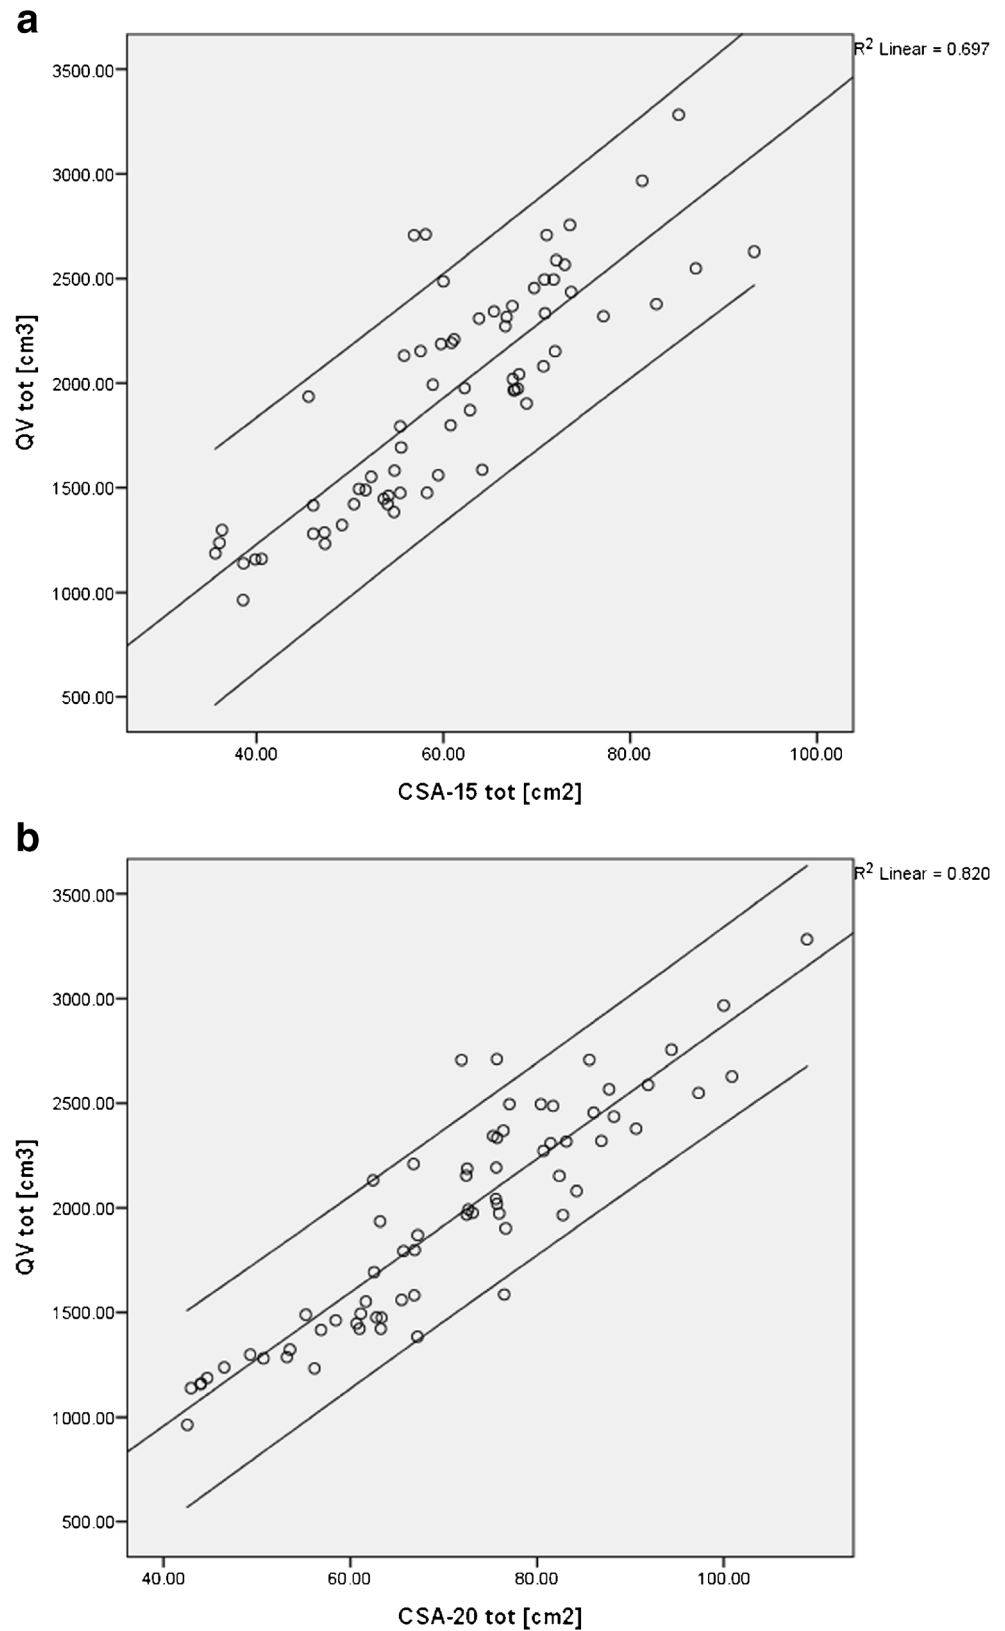 a
R² Linear = 0.697
3500.00
3000.00
2500.00
2000.00
1500.00
1000.00
500.00
QV tot [cm3]
40.00 60.00 80.00 100.00
CSA-15 tot [cm2]
b
R² Linear = 0.820
3500.00
3000.00
2500.00
2000.00
1500.00
1000.00
500.00
QV tot [cm3]
40.00 60.00 80.00 100.00
CSA-20 tot [cm2]